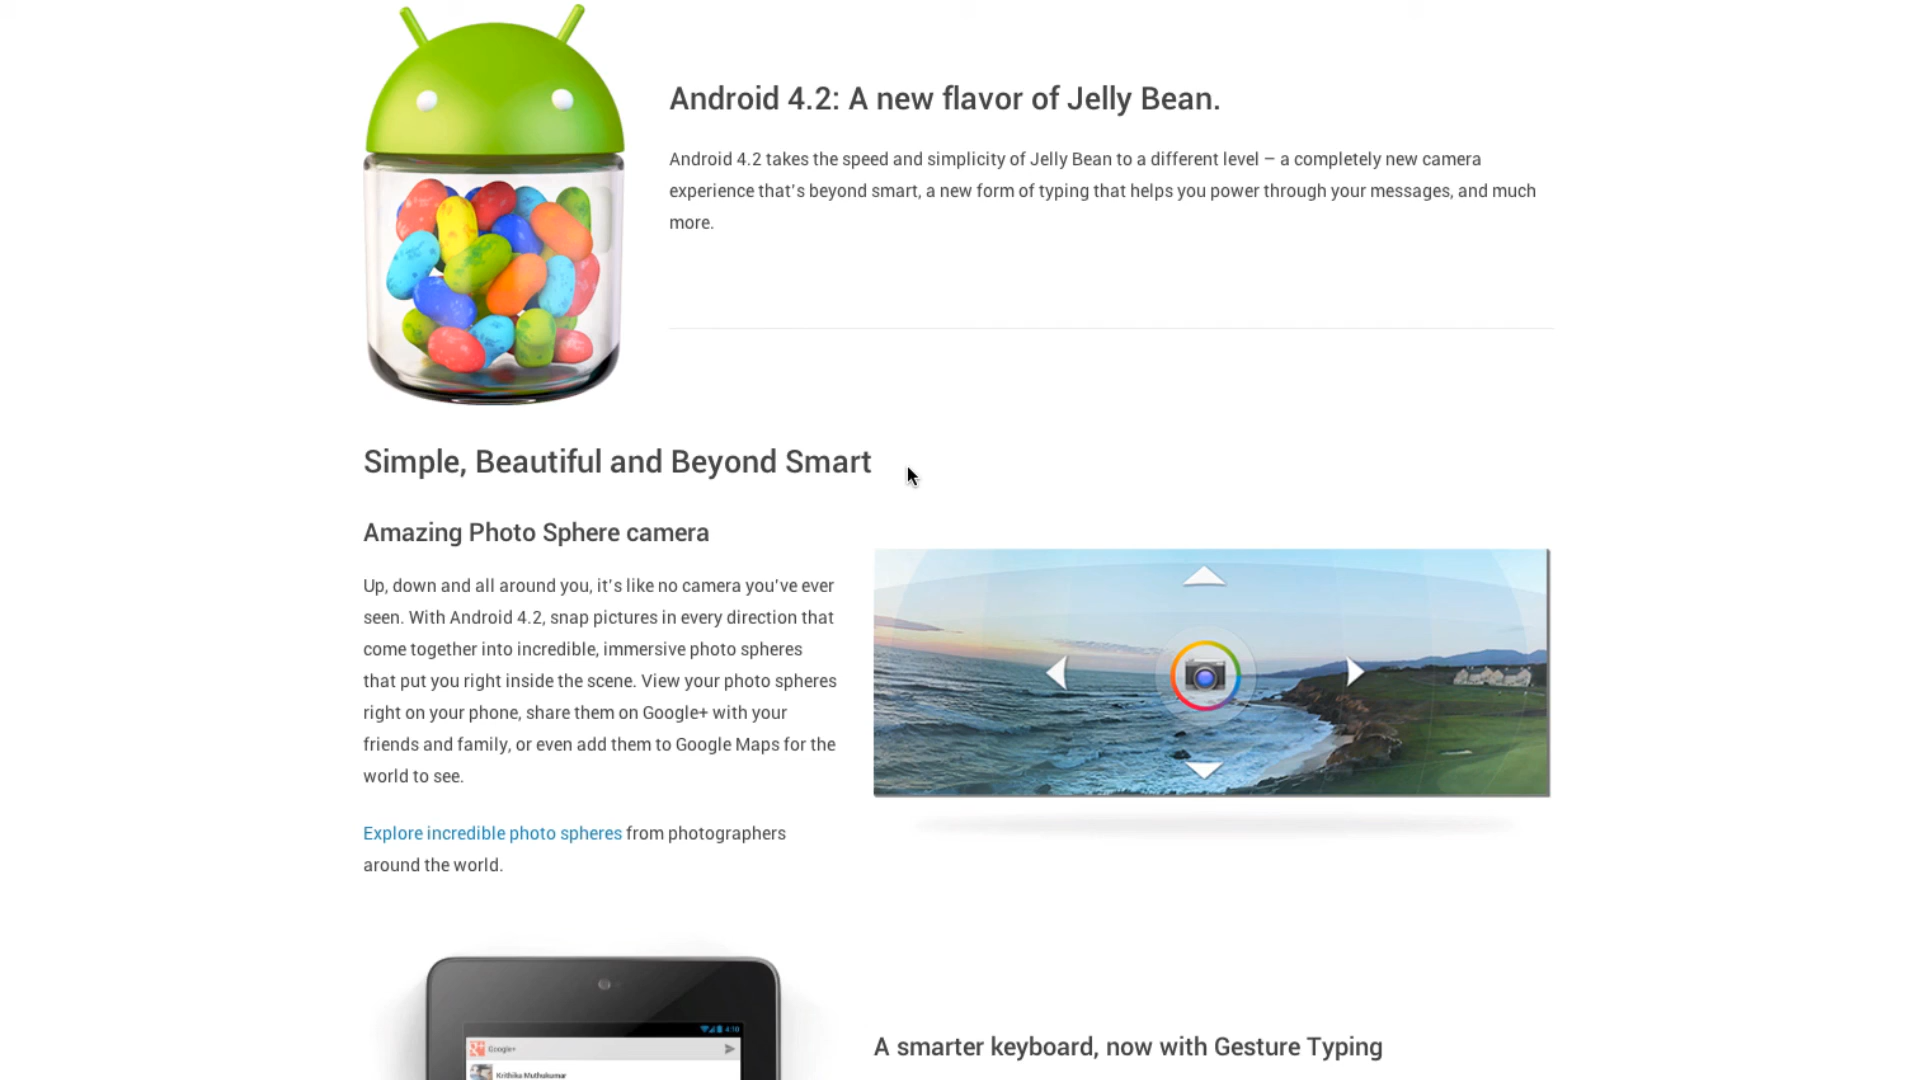 Android 4.2: A new flavor of Jelly Bean.
Android 4.2 takes the speed and simplicity of Jelly Bean to a different level – a completely new camera
experience that's beyond smart, a new form of typing that helps you power through your messages, and much
more.
Simple, Beautiful and Beyond Smart
Amazing Photo Sphere camera
Up, down and all around you, it's like no camera you've ever
seen. With Android 4.2, snap pictures in every direction that
come together into incredible, immersive photo spheres
that put you right inside the scene. View your photo spheres
right on your phone, share them on Google+ with your
friends and family, or even add them to Google Maps for the
world to see.
Explore incredible photo spheres from photographers
around the world.
4:10
Google+
Krithika Muthukumar
A smarter keyboard, now with Gesture Typing